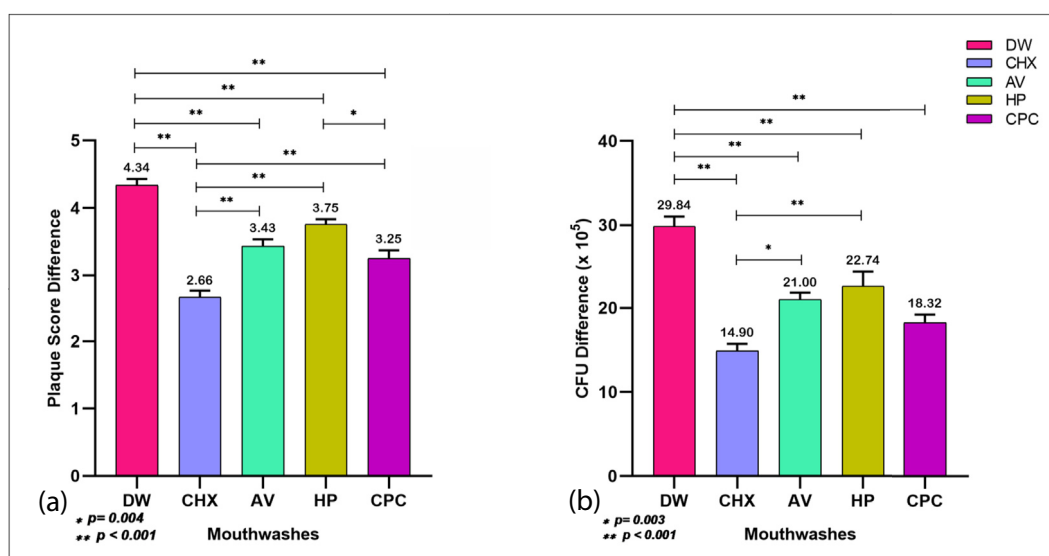 **
**
** *
** **
5
4.34
**
4
**
3.75
3.43
3.25
3
2.66
2
1
0
Plaque Score Difference
DW CHX AV HP CPC
(a)
* p= 0.004
** p < 0.001
Mouthwashes
DW
CHX
AV
HP
CPC
**
**
**
**
40
30
29.84
**
*
22.74
21.00
20
18.32
14.90
10
0
CFU Difference (x 10⁵)
DW CHX AV HP CPC
(b)
* p= 0.003
** p < 0.001
Mouthwashes